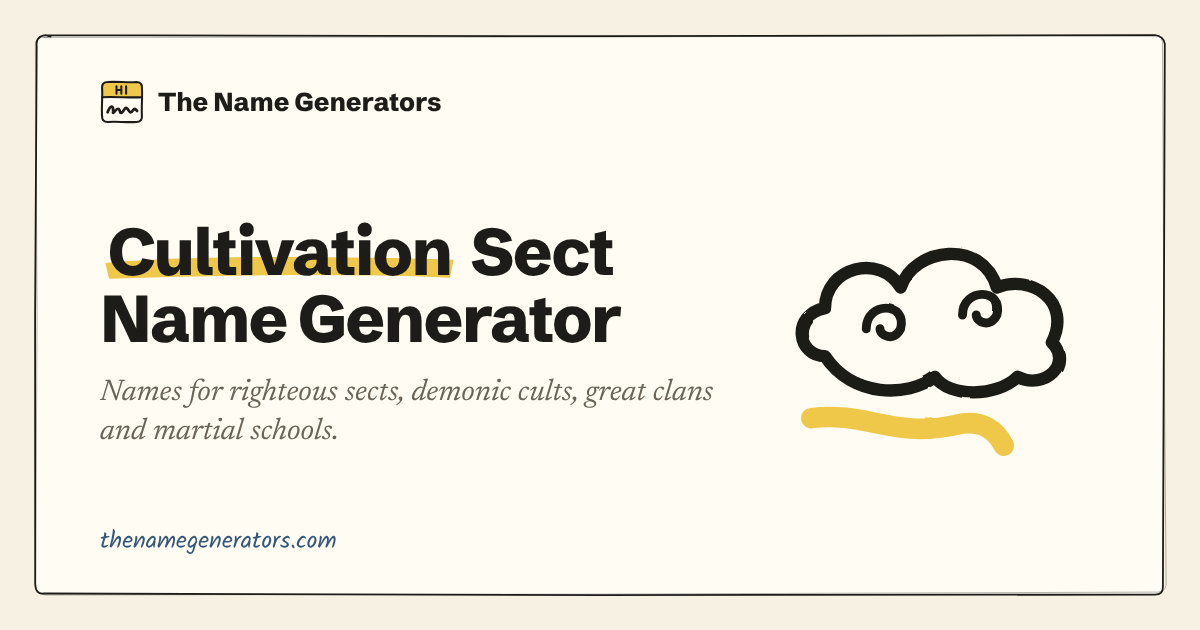 HI
The Name Generators
Cultivation Sect
Name Generator
Names for righteous sects, demonic cults, great clans
and martial schools.
thenamegenerators.com